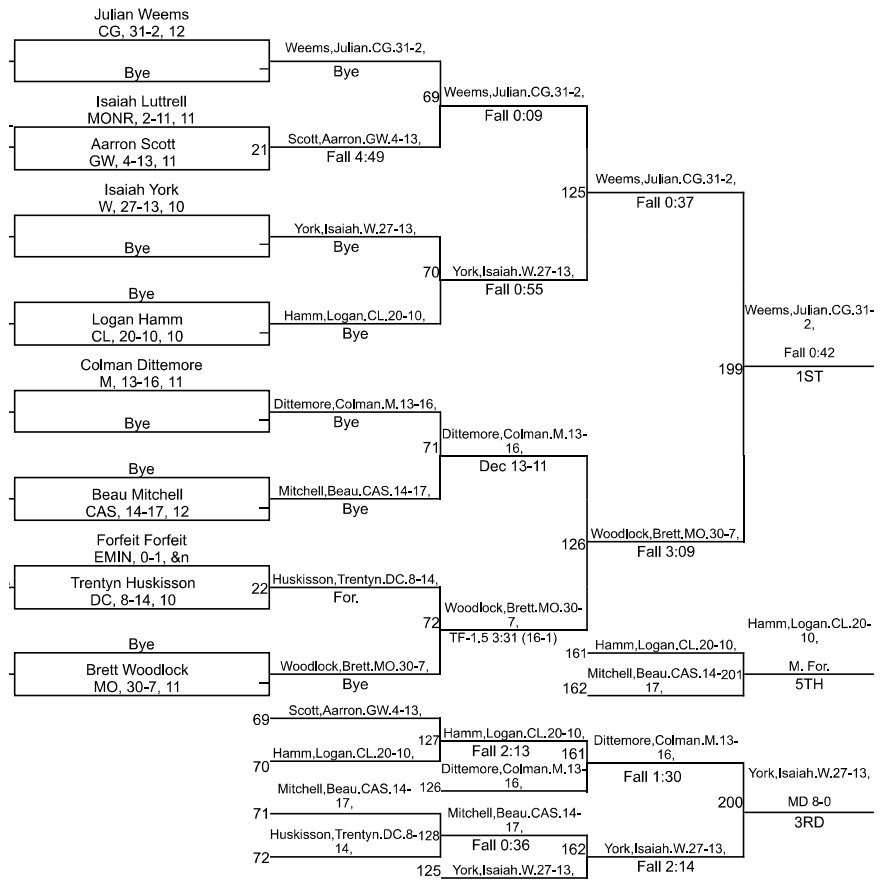 Julian Weems
CG, 31-2, 12
Bye
Isaiah Luttrell
MONR, 2-11, 11
Aarron Scott
GW, 4-13, 11
21
Isaiah York
W, 27-13, 10
Bye
Bye
Logan Hamm
CL, 20-10, 10
Colman Dittemore
M, 13-16, 11
Bye
Bye
Beau Mitchell
CAS, 14-17, 12
Forfeit Forfeit
EMIN, 0-1, &n
Trentyn Huskisson
DC, 8-14, 10
22
Bye
Brett Woodlock
MO, 30-7, 11
Weems,Julian.CG.31-2,
Bye
69
Scott,Aarron.GW.4-13,
Fall 4:49
York,Isaiah.W.27-13,
Bye
70
Hamm,Logan.CL.20-10,
Bye
Dittemore,Colman.M.13-16,
Bye
71
Mitchell,Beau.CAS.14-17,
Bye
Huskisson,Trentyn.DC.8-14,
For.
72
Woodlock,Brett.MO.30-7,
Bye
Weems,Julian.CG.31-2,
Fall 0:09
125
York,Isaiah.W.27-13,
Fall 0:55
Dittemore,Colman.M.13-
16,
Dec 13-11
126
Woodlock,Brett.MO.30-
7,
TF-1.5 3:31 (16-1)
Weems,Julian.CG.31-2,
Fall 0:37
199
Woodlock,Brett.MO.30-7,
Fall 3:09
Weems,Julian.CG.31-
2,
Fall 0:42
1ST
161
Hamm,Logan.CL.20-10,
162
Mitchell,Beau.CAS.14-
17,
201
Hamm,Logan.CL.20-
10,
M. For.
5TH
69
Scott,Aarron.GW.4-13,
70
Hamm,Logan.CL.20-10,
127
Hamm,Logan.CL.20-10,
Fall 2:13
126
Dittemore,Colman.M.13-
16,
161
Dittemore,Colman.M.13-
16,
Fall 1:30
71
Mitchell,Beau.CAS.14-
17,
72
Huskisson,Trentyn.DC.8-
14,
128
Mitchell,Beau.CAS.14-
17,
Fall 0:36
125
York,Isaiah.W.27-13,
162
York,Isaiah.W.27-13,
Fall 2:14
200
York,Isaiah.W.27-13,
MD 8-0
3RD